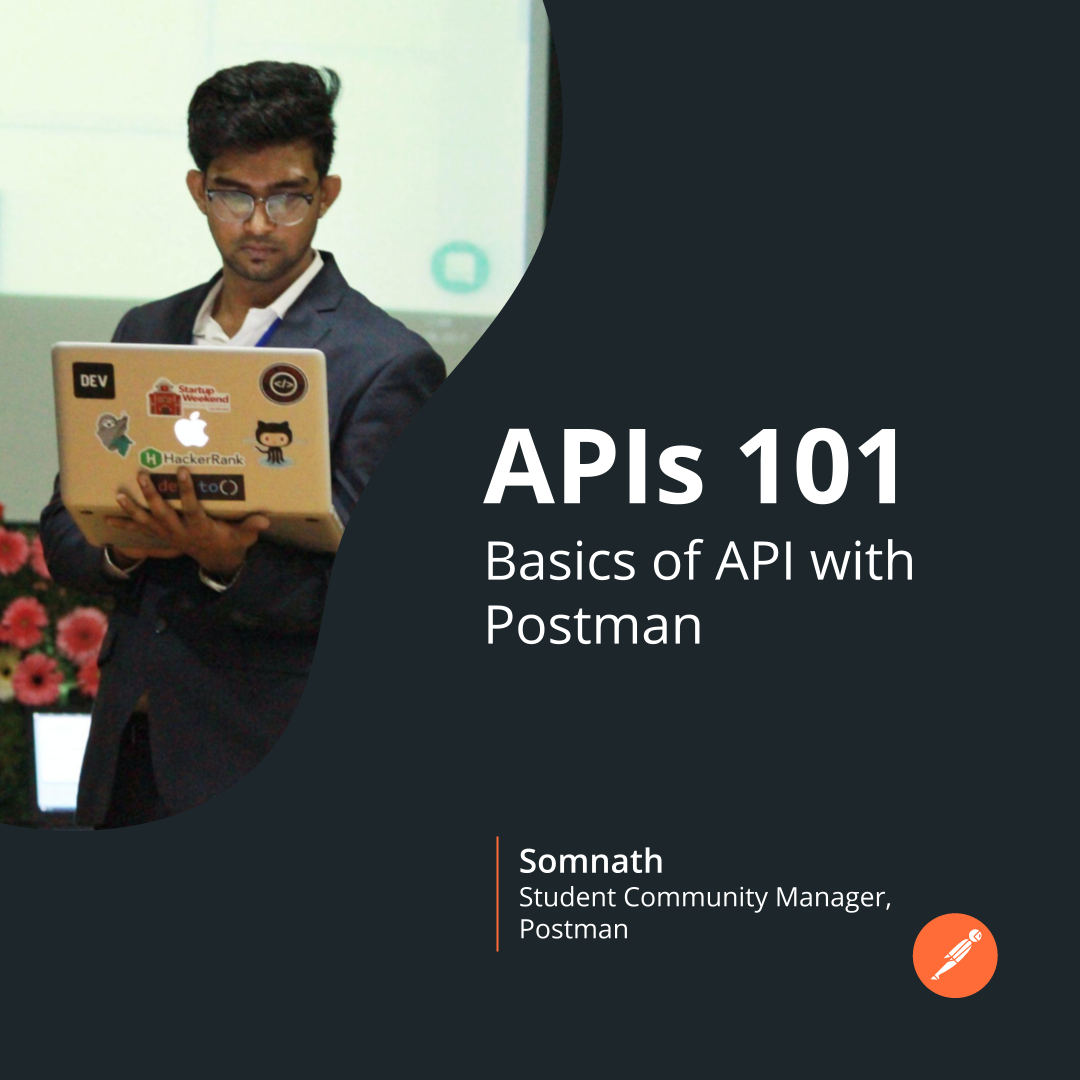 APIs 101
Basics of API with
Postman
Somnath
Student Community Manager,
Postman
DEV
Startup
Weekend
</>
HackerRank